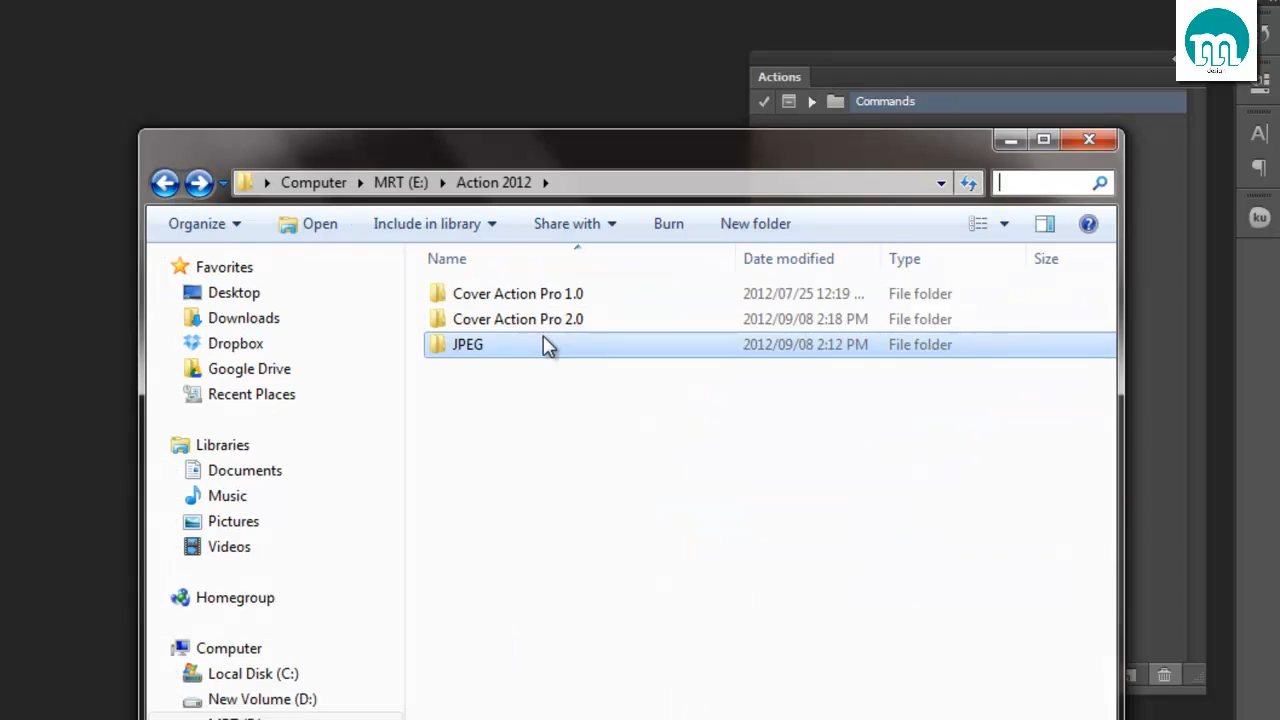 m
design
Actions
Commands
A
ku
Computer
MRT (E:)
Action 2012
Organize
Open
Include in library
Share with
Burn
New folder
Name
Date modified
Type
Size
Favorites
Desktop
Downloads
Dropbox
Google Drive
Recent Places
Libraries
Documents
Music
Pictures
Videos
Homegroup
Computer
Local Disk (C:)
New Volume (D:)
Cover Action Pro 1.0 2012/07/25 12:19 ... File folder
Cover Action Pro 2.0 2012/09/08 2:18 PM File folder
JPEG 2012/09/08 2:12 PM File folder